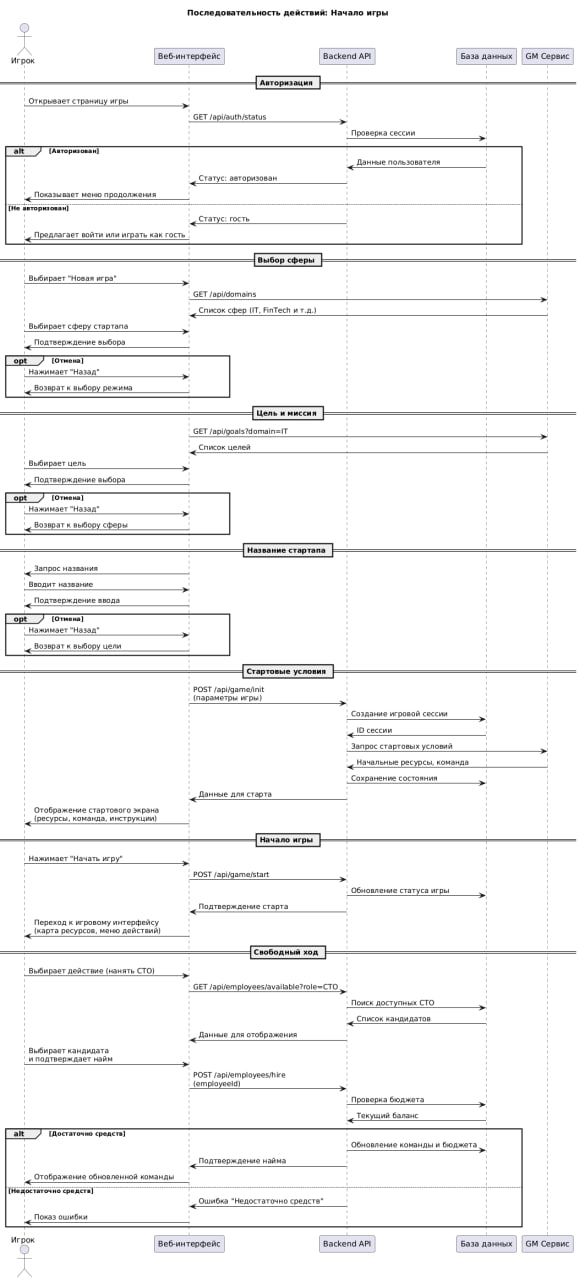 Последовательность действий: Начало игры
Игрок
Веб-интерфейс
Backend API
База данных
GM Сервис
Авторизация
Открывает страницу игры
GET /api/auth/status
Проверка сессии
alt
[Авторизован]
Данные пользователя
Статус: авторизован
Показывает меню продолжения
[Не авторизован]
Статус: гость
Предлагает войти или играть как гость
Выбор сферы
Выбирает "Новая игра"
GET /api/domains
Список сфер (IT, FinTech и т.д.)
Выбирает сферу стартапа
Подтверждение выбора
opt
[Отмена]
Нажимает "Назад"
Возврат к выбору режима
Цель и миссия
GET /api/goals?domain=IT
Список целей
Выбирает цель
Подтверждение выбора
opt
[Отмена]
Нажимает "Назад"
Возврат к выбору сферы
Название стартапа
Запрос названия
Вводит название
Подтверждение ввода
opt
[Отмена]
Нажимает "Назад"
Возврат к выбору цели
Стартовые условия
POST /api/game/init
(параметры игры)
Создание игровой сессии
ID сессии
Запрос стартовых условий
Начальные ресурсы, команда
Сохранение состояния
Данные для старта
Отображение стартового экрана
(ресурсы, команда, инструкции)
Начало игры
Нажимает "Начать игру"
POST /api/game/start
Обновление статуса игры
Подтверждение старта
Переход к игровому интерфейсу
(карта ресурсов, меню действий)
Свободный ход
Выбирает действие (нанять CTO)
GET /api/employees/available?role=CTO
Поиск доступных CTO
Список кандидатов
Данные для отображения
Выбирает кандидата
и подтверждает найм
POST /api/employees/hire
(employeeId)
Проверка бюджета
Текущий баланс
alt
[Достаточно средств]
Обновление команды и бюджета
Подтверждение найма
Отображение обновленной команды
[Недостаточно средств]
Ошибка "Недостаточно средств"
Показ ошибки
Игрок
Веб-интерфейс
Backend API
База данных
GM Сервис